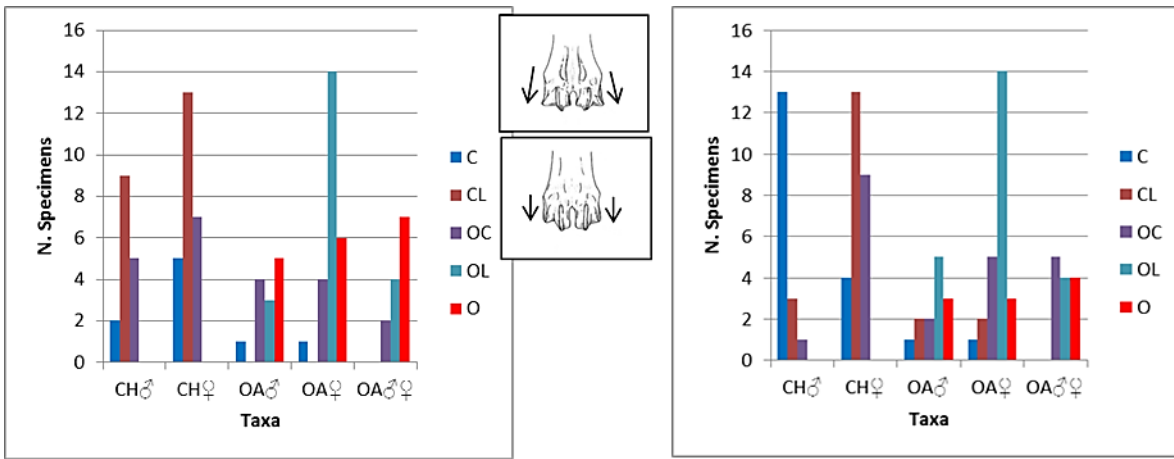 16
14
12
10
8
6
4
2
0
N. Specimens
CH♂ CH♀ OA♂ OA♀ OA♂♀
Taxa
C
CL
OC
OL
O
16
14
12
10
8
6
4
2
0
N. Specimens
CH♂ CH♀ OA♂ OA♀ OA♂♀
Taxa
C
CL
OC
OL
O